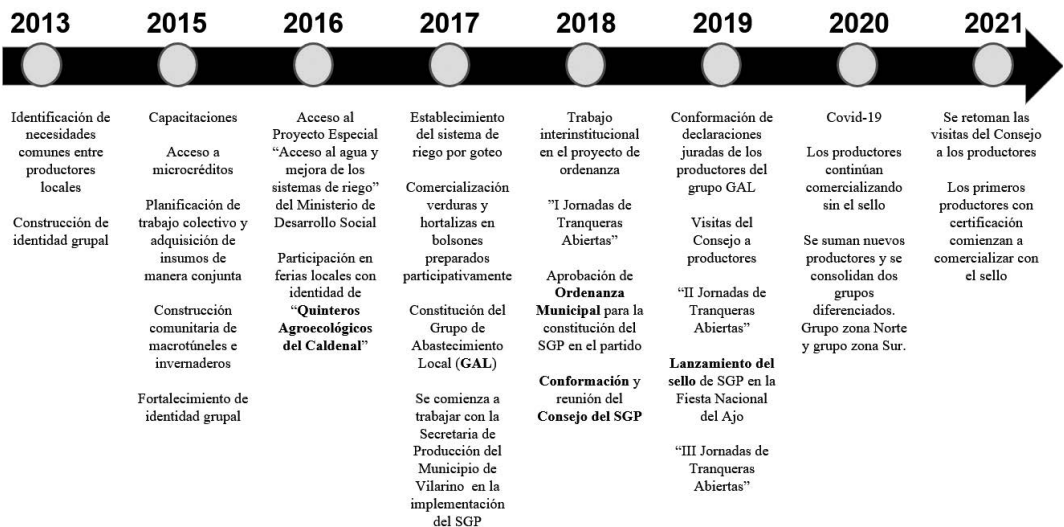 2013
Identificación de
necesidades
comunes entre
productores
locales
Construcción de
identidad grupal
2015
Capacitaciones
Acceso a
microcréditos
Planificación de
trabajo colectivo y
adquisición de
insumos de
manera conjunta
Construcción
comunitaria de
macrotúneles e
invernaderos
Fortalecimiento de
identidad grupal
2016
Acceso al
Proyecto Especial
“Acceso al agua y
mejora de los
sistemas de riego”
del Ministerio de
Desarrollo Social
Participación en
ferias locales con
identidad de
“Quinteros
Agroecológicos
del Caldenal”
2017
Establecimiento
del sistema de
riego por goteo
Comercialización
verduras y
hortalizas en
bolsones
preparados
participativamente
Constitución del
Grupo de
Abastecimiento
Local (GAL)
Se comienza a
trabajar con la
Secretaria de
Producción del
Municipio de
Vilarino en la
implementación
del SGP
2018
Trabajo
interinstitucional
en el proyecto de
ordenanza
”I Jornadas de
Tranqueras
Abiertas”
Aprobación de
Ordenanza
Municipal para la
constitución del
SGP en el partido
Conformación y
reunión del
Consejo del SGP
2019
Conformación de
declaraciones
juradas de los
productores del
grupo GAL
Visitas del
Consejo a
productores
“II Jornadas de
Tranqueras
Abiertas”
Lanzamiento del
sello de SGP en la
Fiesta Nacional
del Ajo
“III Jornadas de
Tranqueras
Abiertas”
2020
Covid-19
Los productores
continúan
comercializando
sin el sello
Se suman nuevos
productores y se
consolidan dos
grupos
diferenciados.
Grupo zona Norte
y grupo zona Sur.
2021
Se retoman las
visitas del Consejo
a los productores
Los primeros
productores con
certificación
comienzan a
comercializar con
el sello